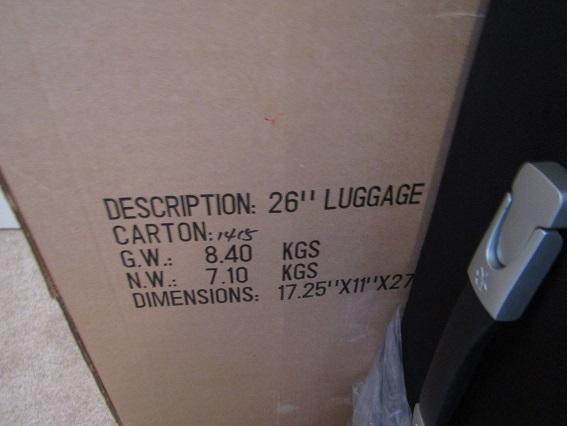 DESCRIPTION: 26'' LUGGAGE
CARTON: 1415
G.W.: 8.40 KGS
N.W.: 7.10 KGS
DIMENSIONS: 17.25''X11''X27